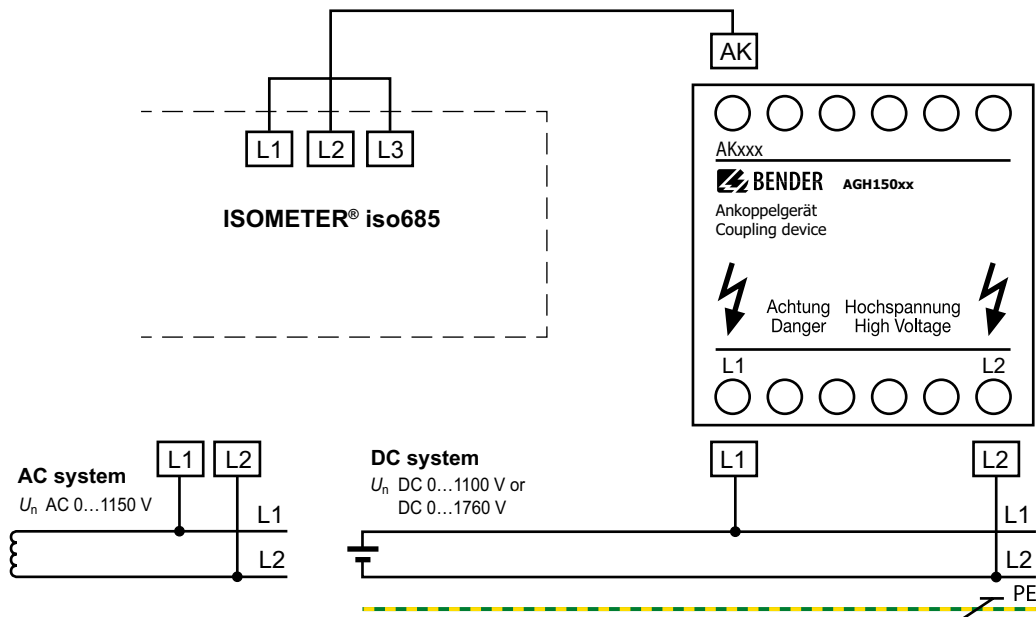 AK
L1 L2 L3
AKxxx
BENDER AGH150xx
ISOMETER® iso685
Ankoppelgerät
Coupling device
Achtung Hochspannung
Danger High Voltage
L1 L2
L1 L2
L1 L2
AC system
Un AC 0…1150 V
DC system
Un DC 0…1100 V or
DC 0…1760 V
L1
L2
L1
L2
PE